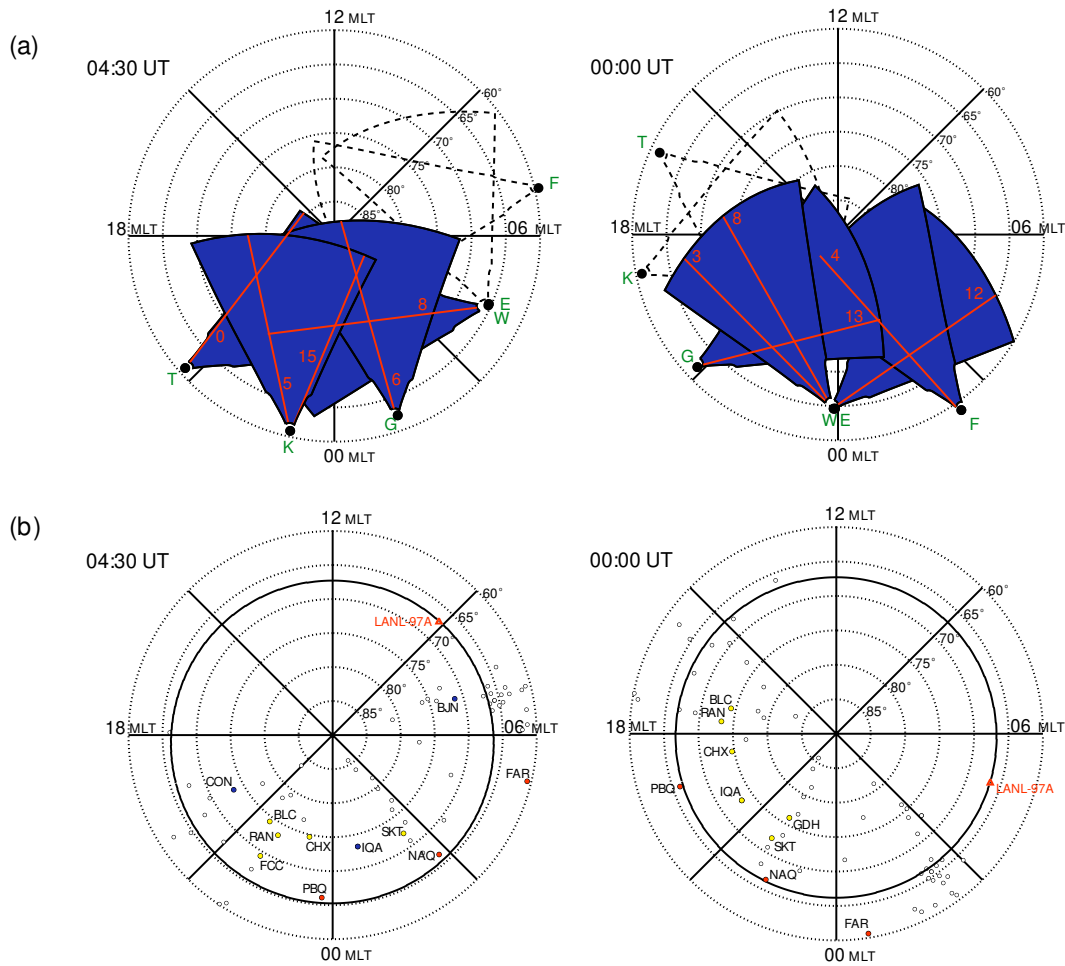 (a)
04:30 UT
12 MLT
60°
65°
70°
75°
80°
85°
18 MLT
06 MLT
00 MLT
F
E
W
G
K
T
0
5
15
6
8
00:00 UT
12 MLT
60°
65°
70°
75°
80°
85°
18 MLT
06 MLT
00 MLT
T
K
G
W E
F
3
8
4
13
12
(b)
04:30 UT
12 MLT
60°
65°
70°
75°
80°
85°
18 MLT
06 MLT
00 MLT
LANL-97A
BJN
FAR
CON
BLC
RAN
FCC
CHX
SKT
IQA
NAQ
PBQ
00:00 UT
12 MLT
60°
65°
70°
75°
80°
85°
18 MLT
06 MLT
00 MLT
BLC
RAN
CHX
PBQ
IQA
GDH
SKT
NAQ
FAR
LANL-97A